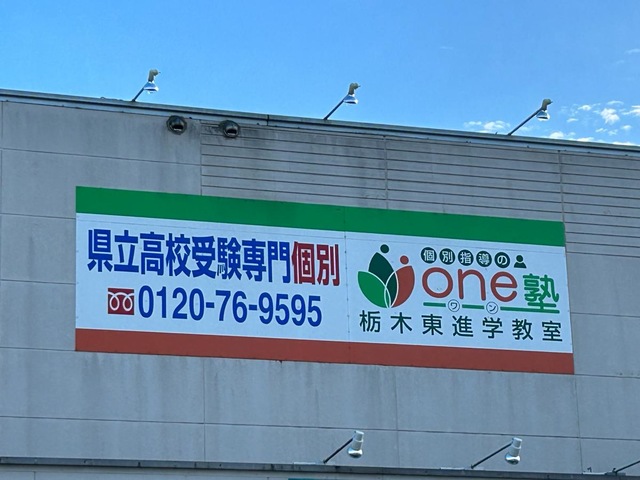 県立高校受験専門個別
0120-76-9595
個別指導の
one塾
ワン
栃木東進学教室